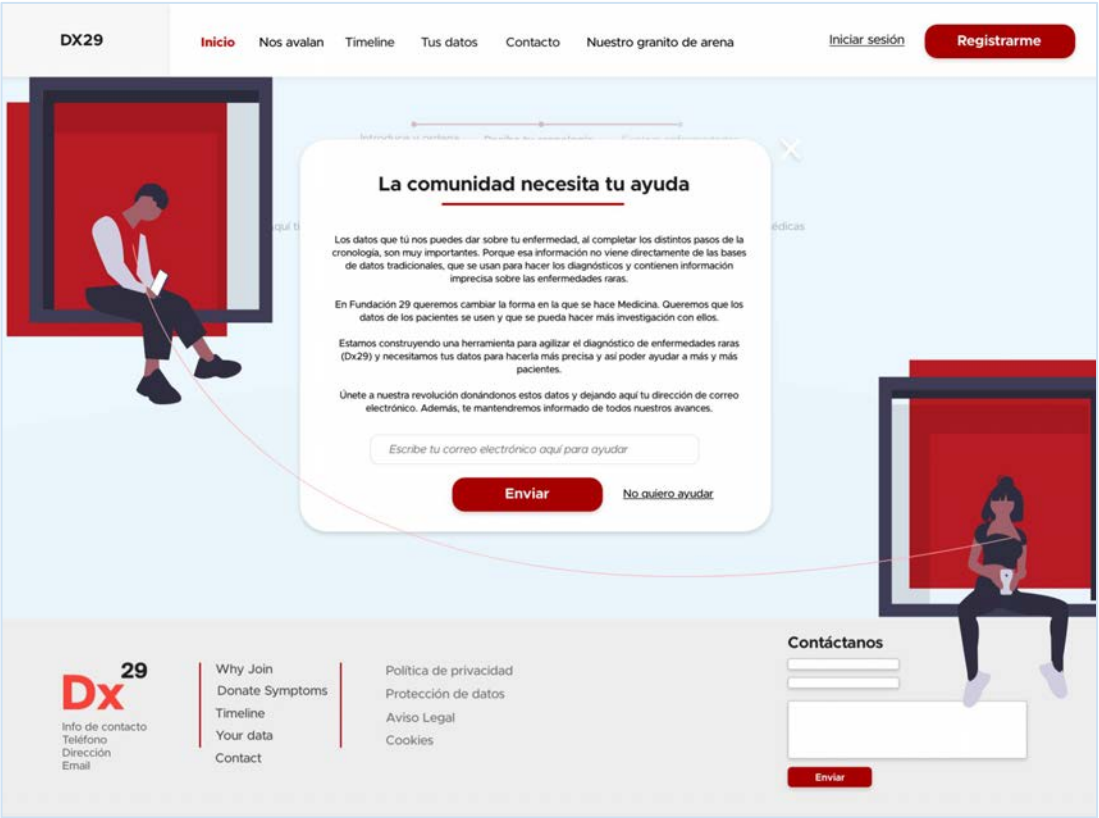 DX29
Inicio Nos avalan Timeline Tus datos Contacto Nuestro granito de arena Iniciar sesión Registrarme
La comunidad necesita tu ayuda
aquí ti
édicas
Los datos que tú nos puedes dar sobre tu enfermedad, al completar los distintos pasos de la
cronología, son muy importantes. Porque esa información no viene directamente de las bases
de datos tradicionales, que se usan para hacer los diagnósticos y contienen información
imprecisa sobre las enfermedades raras.
En Fundación 29 queremos cambiar la forma en la que se hace Medicina. Queremos que los
datos de los pacientes se usen y que se pueda hacer más investigación con ellos.
Estamos construyendo una herramienta para agilizar el diagnóstico de enfermedades raras
(Dx29) y necesitamos tus datos para hacerla más precisa y así poder ayudar a más y más
pacientes.
Únete a nuestra revolución donándonos estos datos y dejando aquí tu dirección de correo
electrónico. Además, te mantendremos informado de todos nuestros avances.
Escribe tu correo electrónico aquí para ayudar
Enviar No quiero ayudar
Dx29
Info de contacto
Teléfono
Dirección
Email
Why Join
Donate Symptoms
Timeline
Your data
Contact
Política de privacidad
Protección de datos
Aviso Legal
Cookies
Contáctanos
Enviar